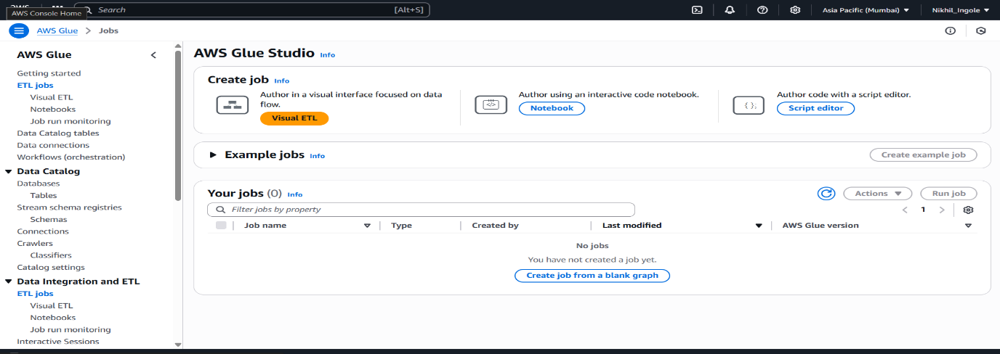 AWS Console Home
Search
[Alt+S]
Asia Pacific (Mumbai)
Nikhil_Ingole
AWS Glue
Jobs
AWS Glue
Getting started
ETL jobs
Visual ETL
Notebooks
Job run monitoring
Data Catalog tables
Data connections
Workflows (orchestration)
Data Catalog
Databases
Tables
Stream schema registries
Schemas
Connections
Crawlers
Classifiers
Catalog settings
Data Integration and ETL
ETL jobs
Visual ETL
Notebooks
Job run monitoring
Interactive Sessions
AWS Glue Studio Info
Create job Info
Author in a visual interface focused on data
flow.
Visual ETL
Author using an interactive code notebook.
Notebook
Author code with a script editor.
Script editor
Example jobs Info
Create example job
Your jobs (0) Info
Actions
Run job
Filter jobs by property
1
Job name
Type
Created by
Last modified
AWS Glue version
No jobs
You have not created a job yet.
Create job from a blank graph